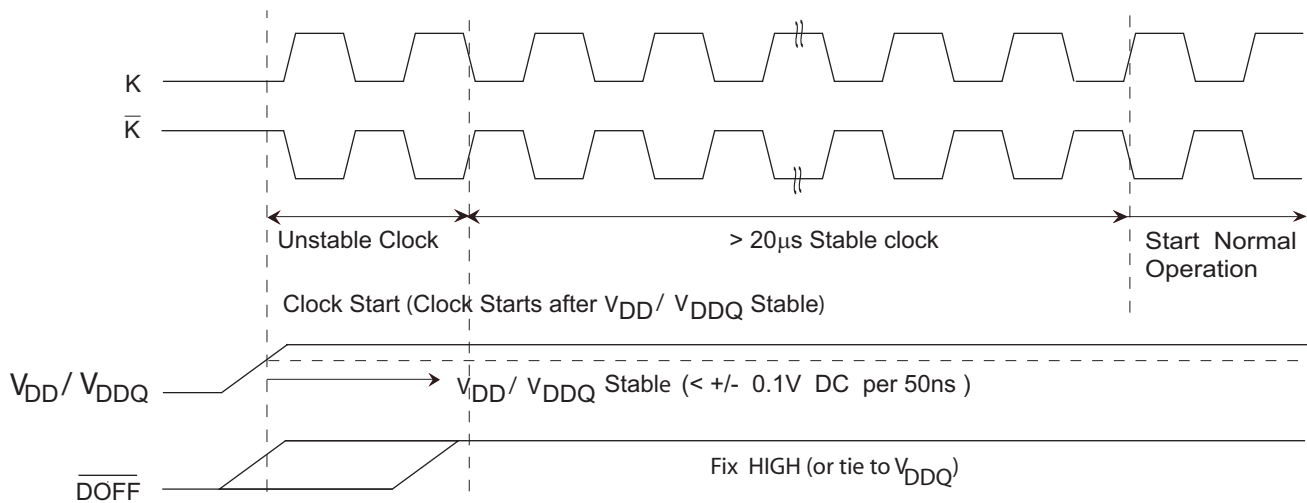 K
K̅
Unstable Clock
> 20μs Stable clock
Start Normal
Operation
Clock Start (Clock Starts after VDD / VDDQ Stable)
VDD / VDDQ
VDD / VDDQ Stable (< +/- 0.1V DC per 50ns )
D̅O̅F̅F̅
Fix HIGH (or tie to VDDQ)